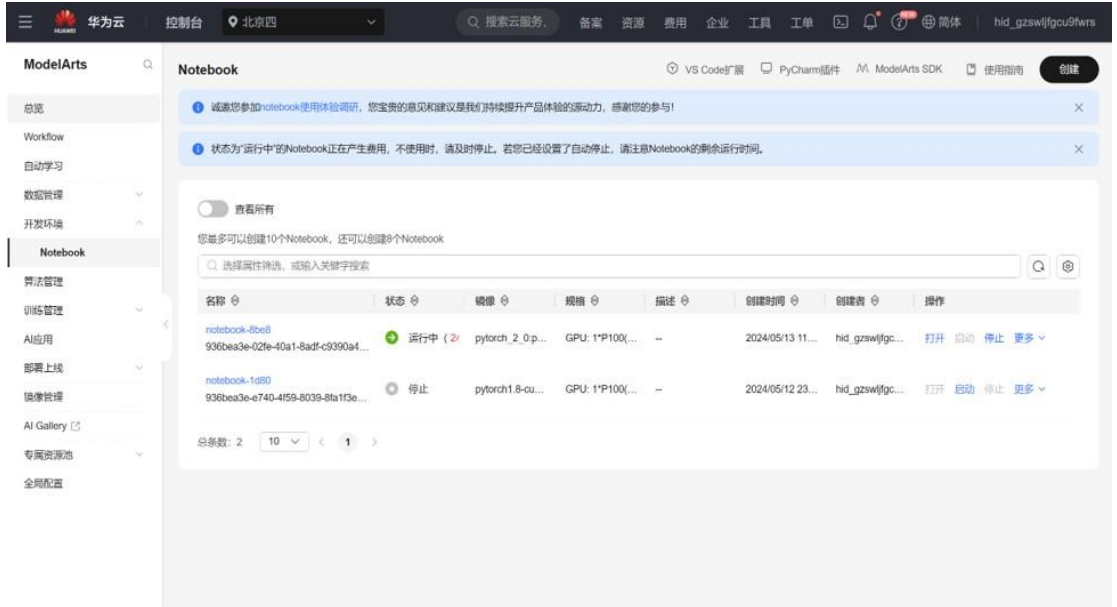 HUAWEI 华为云 控制台 北京四 搜索云服务、 备案 资源 费用 企业 工具 工单 NEW 简体 hid_gzswljfgcu9fwrs
ModelArts
Notebook VS Code扩展 PyCharm插件 ModelArts SDK 使用指南 创建
总览
诚邀您参加notebook使用体验调研，您宝贵的意见和建议是我们持续提升产品体验的源动力，感谢您的参与!
Workflow
状态为“运行中”的Notebook正在产生费用，不使用时，请及时停止。若您已经设置了自动停止，请注意Notebook的剩余运行时间。
自动学习
数据管理
查看所有
开发环境
您最多可以创建10个Notebook，还可以创建8个Notebook
Notebook
选择属性筛选，或输入关键字搜索
算法管理
名称 状态 镜像 规格 描述 创建时间 创建者 操作
训练管理
notebook-8be8
936bea3e-02fe-40a1-8adf-c9390a4... 运行中 ( 2/ pytorch_2_0:p... GPU: 1*P100(... -- 2024/05/13 11... hid_gzswljfgc... 打开 启动 停止 更多
AI应用
部署上线
notebook-1d80
936bea3e-e740-4f59-8039-8fa1f3e... 停止 pytorch1.8-cu... GPU: 1*P100(... -- 2024/05/12 23... hid_gzswljfgc... 打开 启动 停止 更多
镜像管理
AI Gallery
总条数: 2 10 1
专属资源池
全局配置